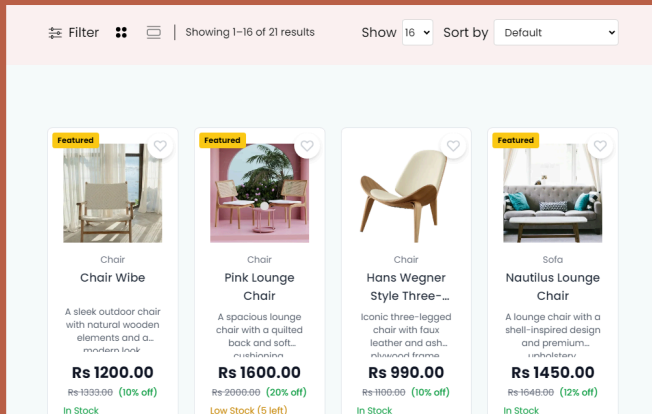 Filter
Showing 1–16 of 21 results
Show 16 Sort by Default
Featured
Chair
Chair Wibe
A sleek outdoor chair
with natural wooden
elements and a...
modern look
Rs 1200.00
Rs 1333.00 (10% off)
In Stock
Featured
Chair
Pink Lounge
Chair
A spacious lounge
chair with a quilted
back and soft...
cushioning
Rs 1600.00
Rs 2000.00 (20% off)
Low Stock (5 left)
Chair
Hans Wegner
Style Three-...
Iconic three-legged
chair with faux
leather and ash...
plywood frame
Rs 990.00
Rs 1100.00 (10% off)
In Stock
Featured
Sofa
Nautilus Lounge
Chair
A lounge chair with a
shell-inspired design
and premium...
upholstery
Rs 1450.00
Rs 1648.00 (12% off)
In Stock